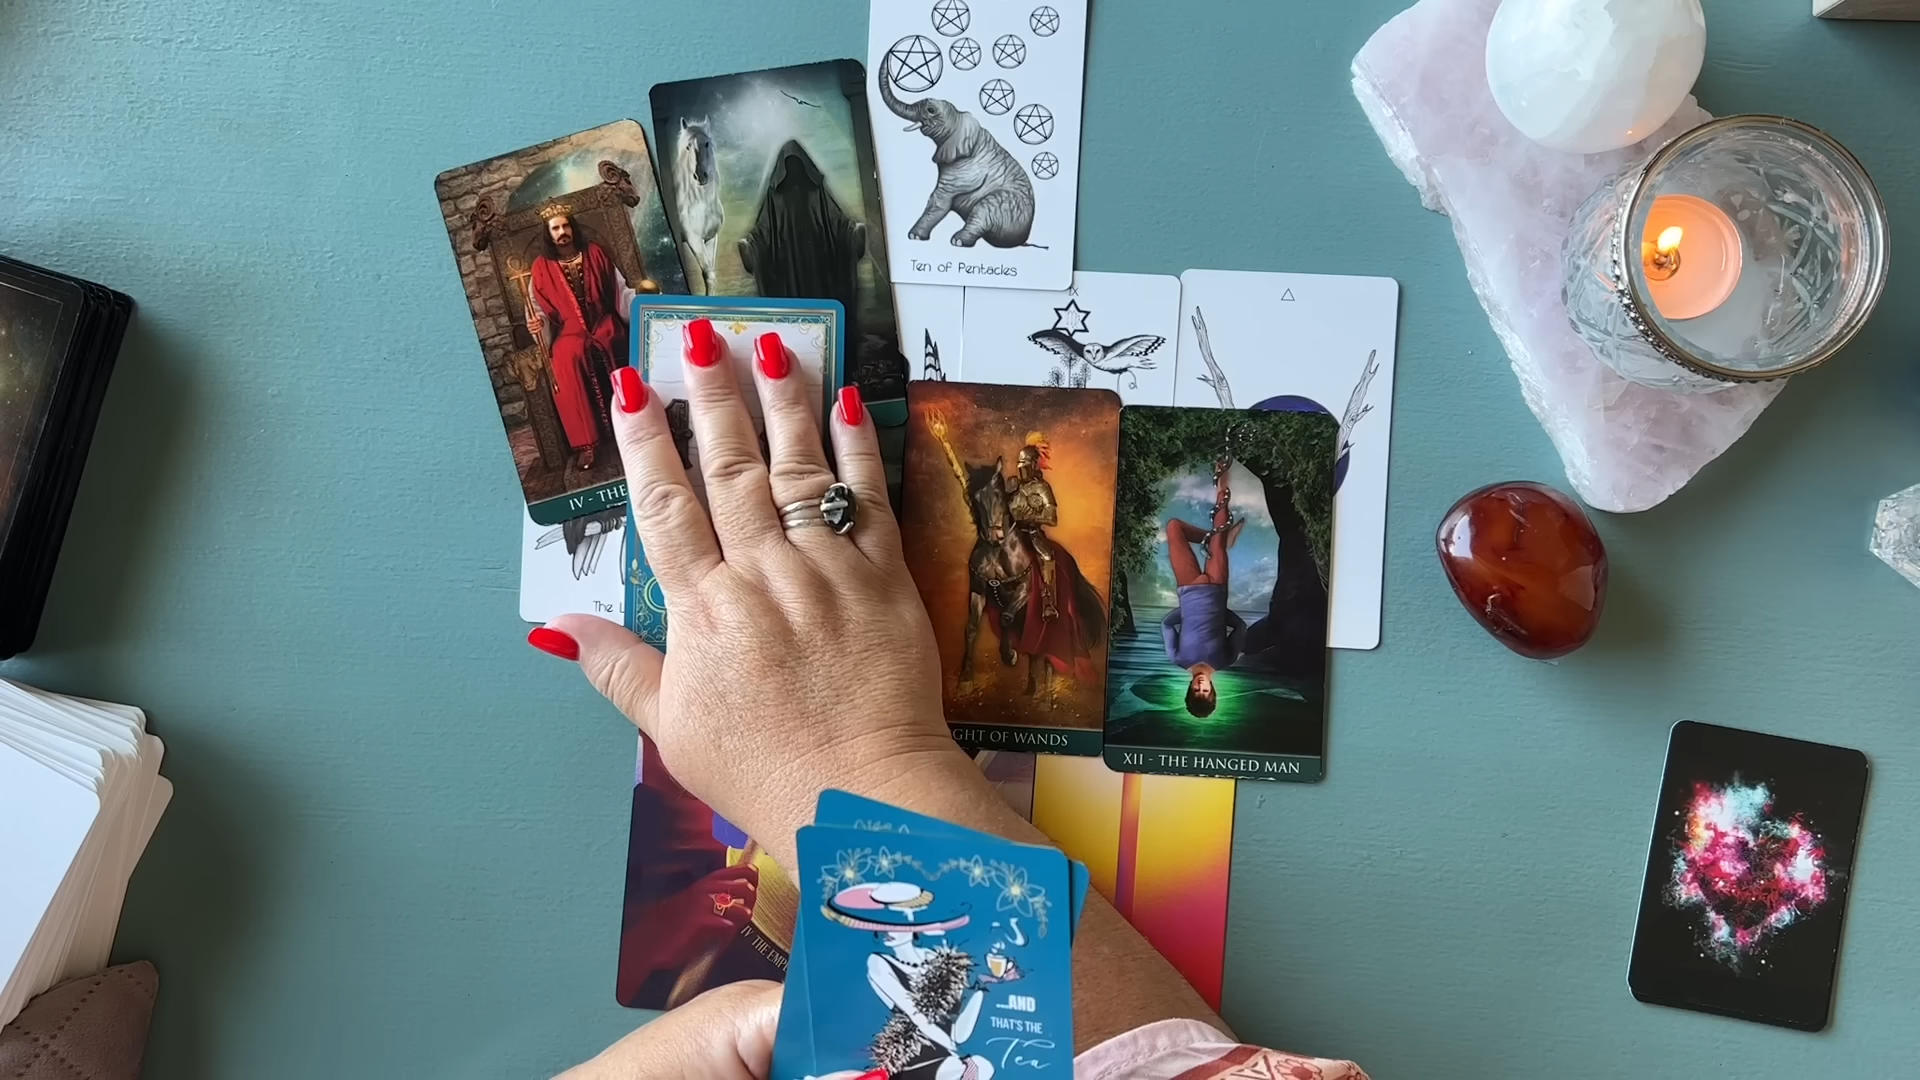 Ten of Pentacles
IX
IV - THE
The L
GHT OF WANDS
XII - THE HANGED MAN
IV THE EMP
...AND
THAT'S THE
Tea